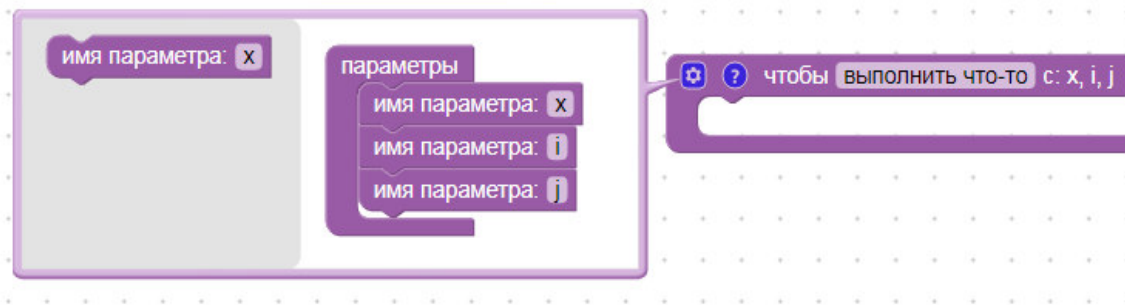 имя параметра: x
параметры
имя параметра: x
имя параметра: i
имя параметра: j
? чтобы выполнить что-то с: x, i, j